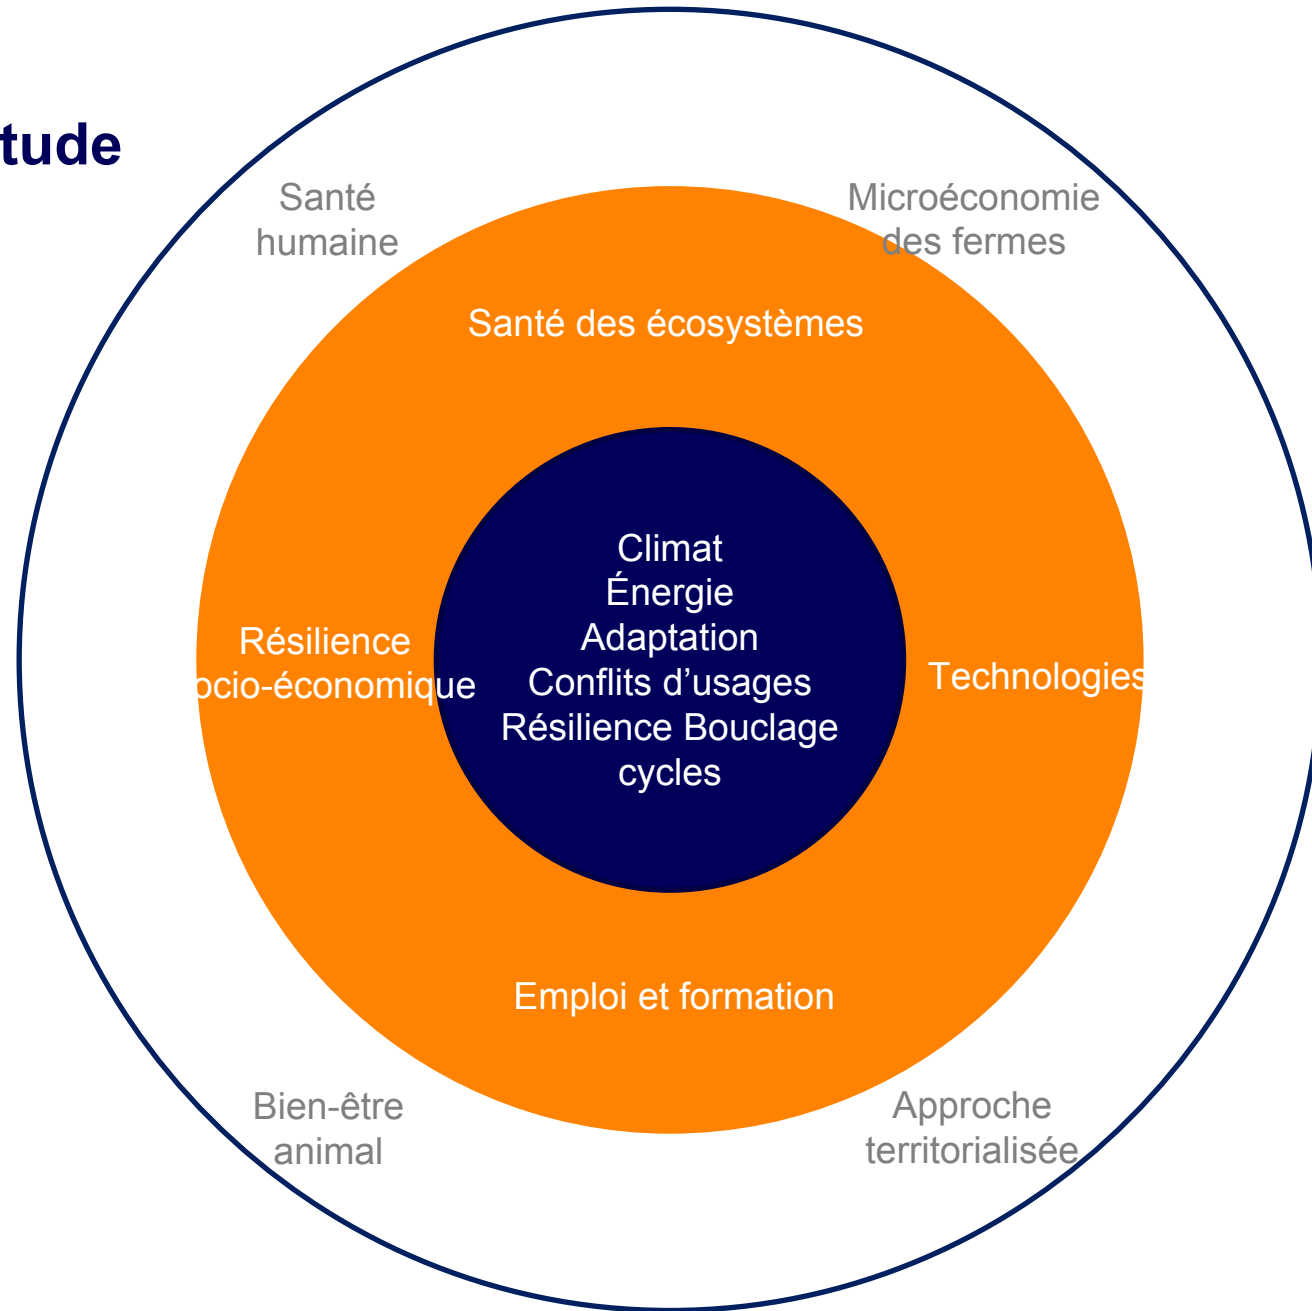 tude
Santé
humaine
Microéconomie
des fermes
Santé des écosystèmes
Climat
Énergie
Adaptation
Conflits d’usages
Résilience Bouclage
cycles
Résilience
ocio-économique
Technologies
Emploi et formation
Bien-être
animal
Approche
territorialisée